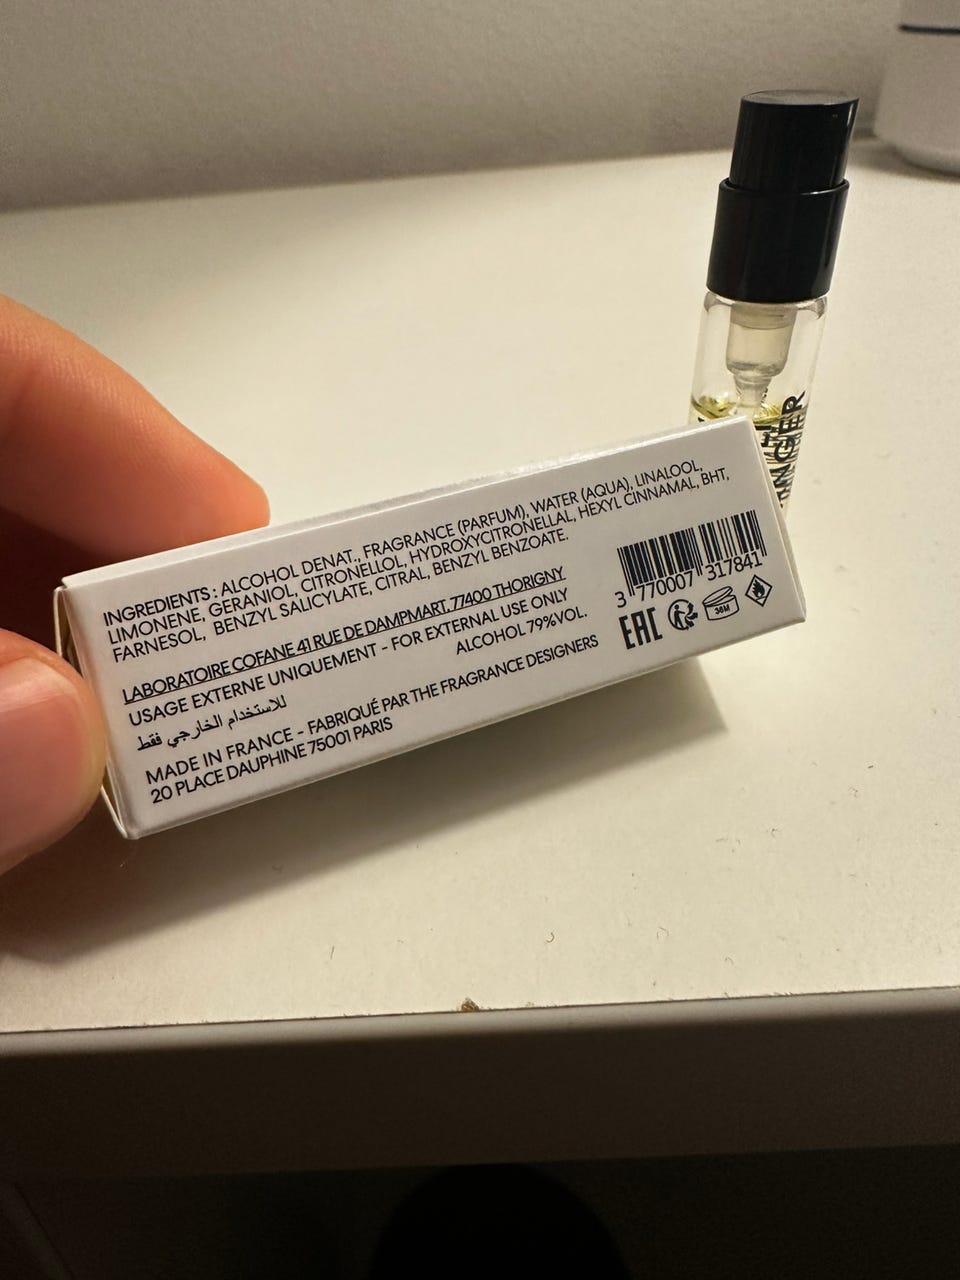 INGREDIENTS : ALCOHOL DENAT., FRAGRANCE (PARFUM), WATER (AQUA), LINALOOL,
LIMONENE, GERANIOL, CITRONELLOL, HYDROXYCITRONELLAL, HEXYL CINNAMAL, BHT,
FARNESOL, BENZYL SALICYLATE, CITRAL, BENZYL BENZOATE.
LABORATOIRE COFANE 41 RUE DE DAMPMART, 77400 THORIGNY
USAGE EXTERNE UNIQUEMENT - FOR EXTERNAL USE ONLY
للاستخدام الخارجي فقط
ALCOHOL 79%VOL.
MADE IN FRANCE - FABRIQUÉ PAR THE FRAGRANCE DESIGNERS
20 PLACE DAUPHINE 75001 PARIS
3 770007 317841
EAC
36M